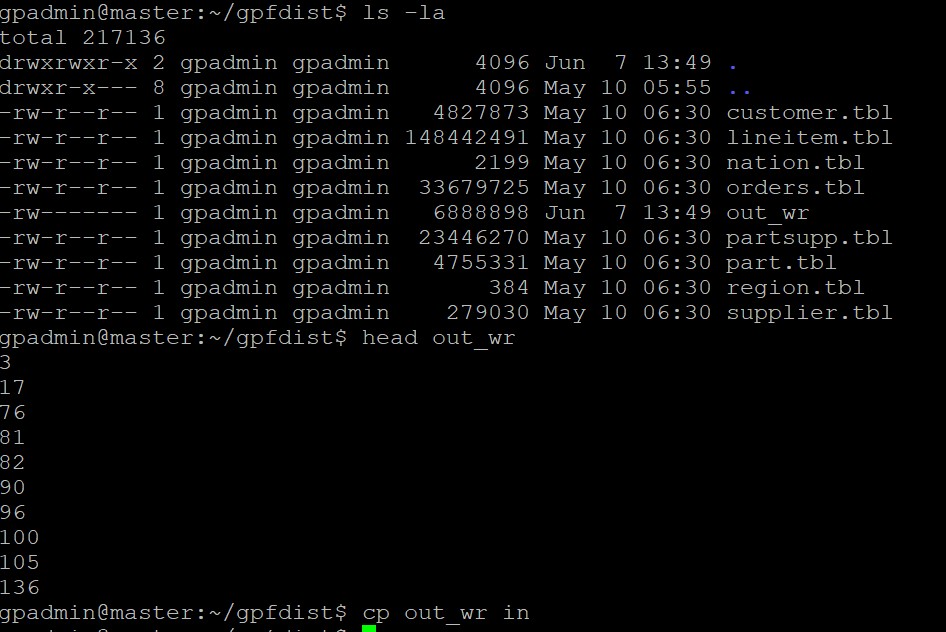 gpadmin@master:~/gpfdist$ ls -la
total 217136
drwxrwxr-x 2 gpadmin gpadmin      4096 Jun  7 13:49 .
drwxr-x--- 8 gpadmin gpadmin      4096 May 10 05:55 ..
-rw-r--r-- 1 gpadmin gpadmin   4827873 May 10 06:30 customer.tbl
-rw-r--r-- 1 gpadmin gpadmin 148442491 May 10 06:30 lineitem.tbl
-rw-r--r-- 1 gpadmin gpadmin      2199 May 10 06:30 nation.tbl
-rw-r--r-- 1 gpadmin gpadmin  33679725 May 10 06:30 orders.tbl
-rw------- 1 gpadmin gpadmin   6888898 Jun  7 13:49 out_wr
-rw-r--r-- 1 gpadmin gpadmin  23446270 May 10 06:30 partsupp.tbl
-rw-r--r-- 1 gpadmin gpadmin   4755331 May 10 06:30 part.tbl
-rw-r--r-- 1 gpadmin gpadmin       384 May 10 06:30 region.tbl
-rw-r--r-- 1 gpadmin gpadmin    279030 May 10 06:30 supplier.tbl
gpadmin@master:~/gpfdist$ head out_wr
3
17
76
81
82
90
96
100
105
136
gpadmin@master:~/gpfdist$ cp out_wr in